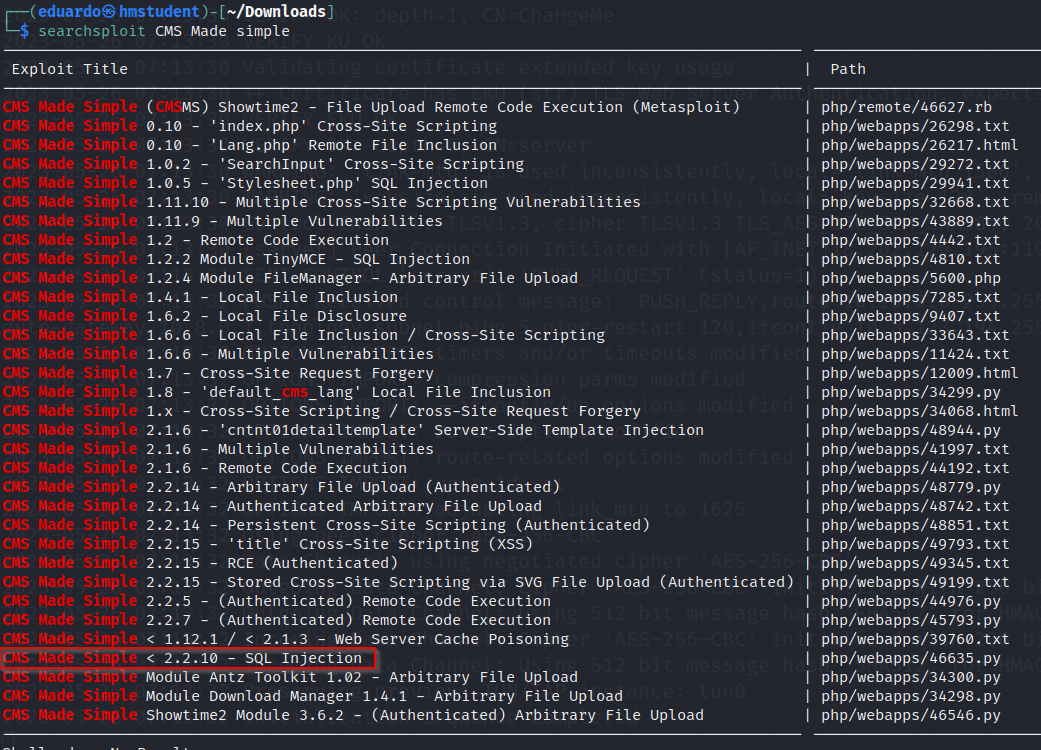 ┌──(eduardo㉿hmstudent)-[~/Downloads]
└─$ searchsploit CMS Made simple
Exploit Title | Path
CMS Made Simple (CMSMS) Showtime2 - File Upload Remote Code Execution (Metasploit) | php/remote/46627.rb
CMS Made Simple 0.10 - 'index.php' Cross-Site Scripting | php/webapps/26298.txt
CMS Made Simple 0.10 - 'Lang.php' Remote File Inclusion | php/webapps/26217.html
CMS Made Simple 1.0.2 - 'SearchInput' Cross-Site Scripting | php/webapps/29272.txt
CMS Made Simple 1.0.5 - 'Stylesheet.php' SQL Injection | php/webapps/29941.txt
CMS Made Simple 1.11.10 - Multiple Cross-Site Scripting Vulnerabilities | php/webapps/32668.txt
CMS Made Simple 1.11.9 - Multiple Vulnerabilities | php/webapps/43889.txt
CMS Made Simple 1.2 - Remote Code Execution | php/webapps/4442.txt
CMS Made Simple 1.2.2 Module TinyMCE - SQL Injection | php/webapps/4810.txt
CMS Made Simple 1.2.4 Module FileManager - Arbitrary File Upload | php/webapps/5600.php
CMS Made Simple 1.4.1 - Local File Inclusion | php/webapps/7285.txt
CMS Made Simple 1.6.2 - Local File Disclosure | php/webapps/9407.txt
CMS Made Simple 1.6.6 - Local File Inclusion / Cross-Site Scripting | php/webapps/33643.txt
CMS Made Simple 1.6.6 - Multiple Vulnerabilities | php/webapps/11424.txt
CMS Made Simple 1.7 - Cross-Site Request Forgery | php/webapps/12009.html
CMS Made Simple 1.8 - 'default_cms_lang' Local File Inclusion | php/webapps/34299.py
CMS Made Simple 1.x - Cross-Site Scripting / Cross-Site Request Forgery | php/webapps/34068.html
CMS Made Simple 2.1.6 - 'cntnt01detailtemplate' Server-Side Template Injection | php/webapps/48944.py
CMS Made Simple 2.1.6 - Multiple Vulnerabilities | php/webapps/41997.txt
CMS Made Simple 2.1.6 - Remote Code Execution | php/webapps/44192.txt
CMS Made Simple 2.2.14 - Arbitrary File Upload (Authenticated) | php/webapps/48779.py
CMS Made Simple 2.2.14 - Authenticated Arbitrary File Upload | php/webapps/48742.txt
CMS Made Simple 2.2.14 - Persistent Cross-Site Scripting (Authenticated) | php/webapps/48851.txt
CMS Made Simple 2.2.15 - 'title' Cross-Site Scripting (XSS) | php/webapps/49793.txt
CMS Made Simple 2.2.15 - RCE (Authenticated) | php/webapps/49345.txt
CMS Made Simple 2.2.15 - Stored Cross-Site Scripting via SVG File Upload (Authenticated) | php/webapps/49199.txt
CMS Made Simple 2.2.5 - (Authenticated) Remote Code Execution | php/webapps/44976.py
CMS Made Simple 2.2.7 - (Authenticated) Remote Code Execution | php/webapps/45793.py
CMS Made Simple < 1.12.1 / < 2.1.3 - Web Server Cache Poisoning | php/webapps/39760.txt
CMS Made Simple < 2.2.10 - SQL Injection | php/webapps/46635.py
CMS Made Simple Module Antz Toolkit 1.02 - Arbitrary File Upload | php/webapps/34300.py
CMS Made Simple Module Download Manager 1.4.1 - Arbitrary File Upload | php/webapps/34298.py
CMS Made Simple Showtime2 Module 3.6.2 - (Authenticated) Arbitrary File Upload | php/webapps/46546.py